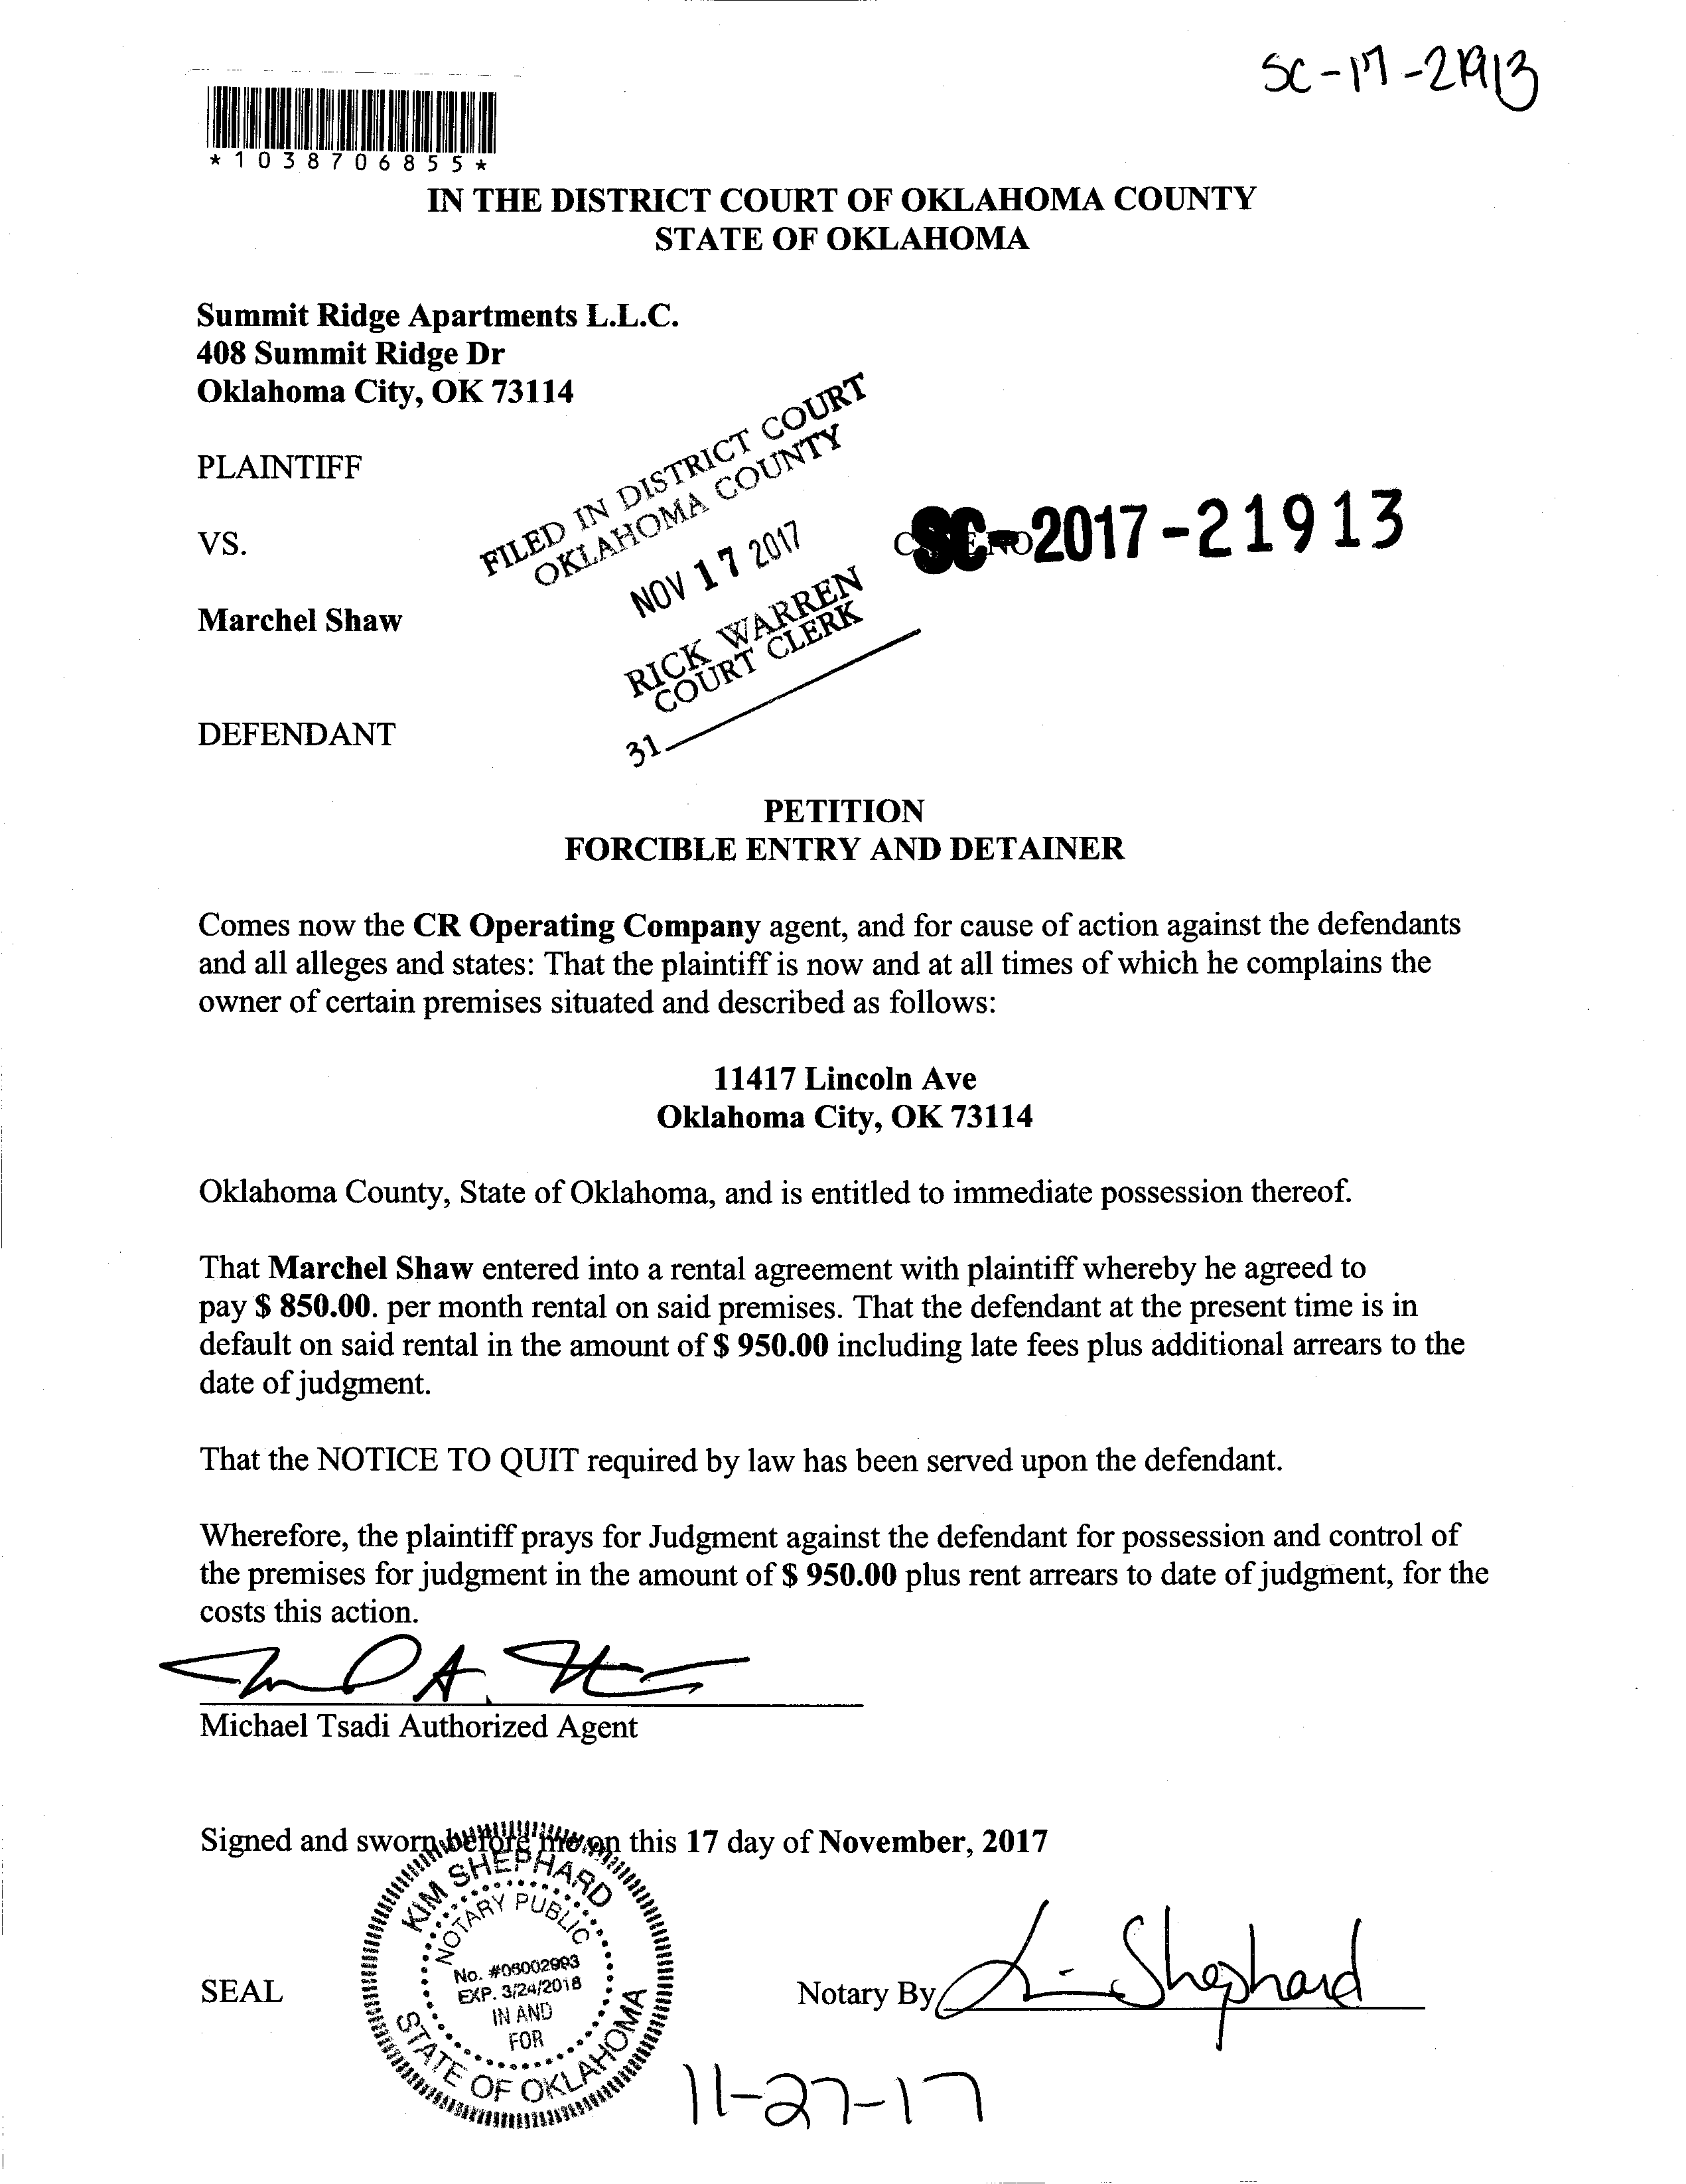 SC-17-21913
*1038706855*
IN THE DISTRICT COURT OF OKLAHOMA COUNTY
STATE OF OKLAHOMA
Summit Ridge Apartments L.L.C.
408 Summit Ridge Dr
Oklahoma City, OK 73114
PLAINTIFF
VS.
Marchel Shaw
DEFENDANT
FILED IN DISTRICT COURT
OKLAHOMA COUNTY
NOV 17 2017
RICK WARREN
COURT CLERK
31
SC-2017-21913
PETITION
FORCIBLE ENTRY AND DETAINER
Comes now the CR Operating Company agent, and for cause of action against the defendants
and all alleges and states: That the plaintiff is now and at all times of which he complains the
owner of certain premises situated and described as follows:
11417 Lincoln Ave
Oklahoma City, OK 73114
Oklahoma County, State of Oklahoma, and is entitled to immediate possession thereof.
That Marchel Shaw entered into a rental agreement with plaintiff whereby he agreed to
pay $ 850.00. per month rental on said premises. That the defendant at the present time is in
default on said rental in the amount of $ 950.00 including late fees plus additional arrears to the
date of judgment.
That the NOTICE TO QUIT required by law has been served upon the defendant.
Wherefore, the plaintiff prays for Judgment against the defendant for possession and control of
the premises for judgment in the amount of $ 950.00 plus rent arrears to date of judgment, for the
costs this action.
Michael Tsadi Authorized Agent
Signed and sworn before me on this 17 day of November, 2017
KIM SHEPHARD
NOTARY PUBLIC
No. #06002993
EXP. 3/24/2018
IN AND
FOR
STATE OF OKLAHOMA
SEAL
Notary By Shephard
11-27-17